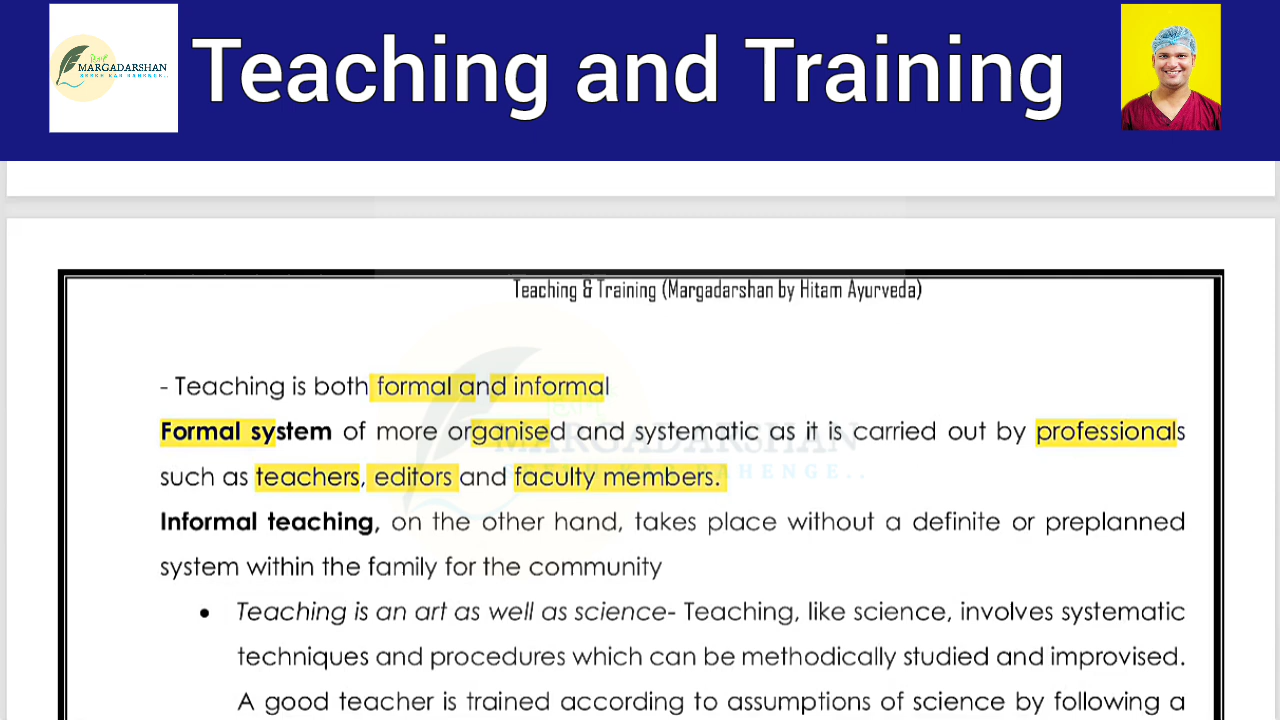 Team
MARGADARSHAN
Teaching and Training
Teaching & Training (Margadarshan by Hitam Ayurveda)
- Teaching is both formal and informal
Formal system of more organised and systematic as it is carried out by professionals
such as teachers, editors and faculty members.
Informal teaching, on the other hand, takes place without a definite or preplanned
system within the family for the community
• Teaching is an art as well as science- Teaching, like science, involves systematic
techniques and procedures which can be methodically studied and improvised.
A good teacher is trained according to assumptions of science by following a